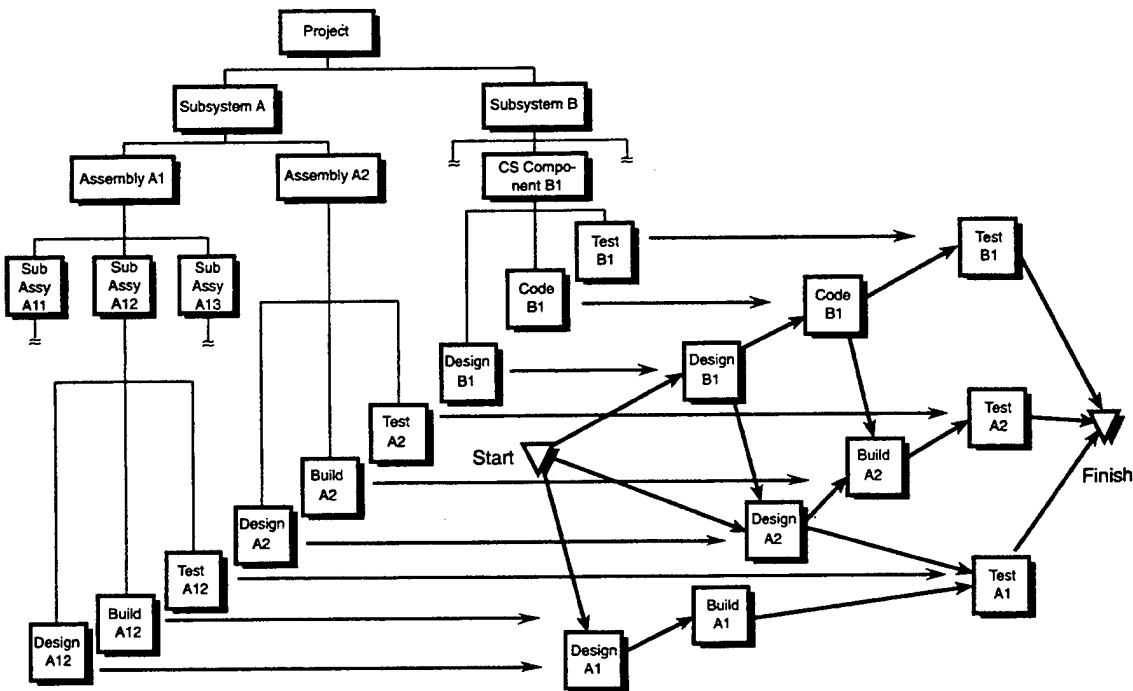 Project
Subsystem A
Subsystem B
Assembly A1
Assembly A2
CS Compo-
nent B1
Sub
Assy
A11
Sub
Assy
A12
Sub
Assy
A13
Test
B1
Test
B1
Code
B1
Code
B1
Design
B1
Design
B1
Test
A2
Test
A2
Start
Finish
Build
A2
Build
A2
Design
A2
Design
A2
Test
A12
Test
A1
Build
A12
Build
A1
Design
A12
Design
A1